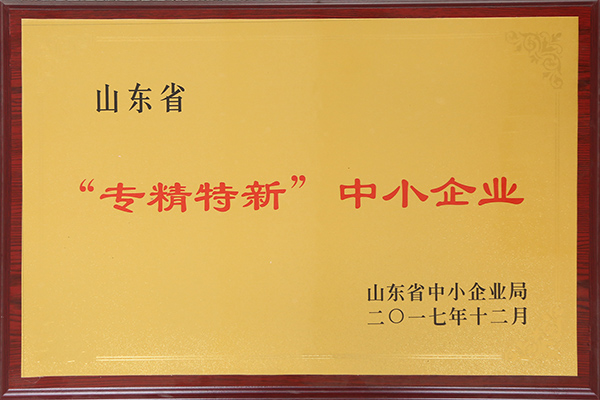 山东省
“专精特新” 中小企业
山东省中小企业局
二〇一七年十二月